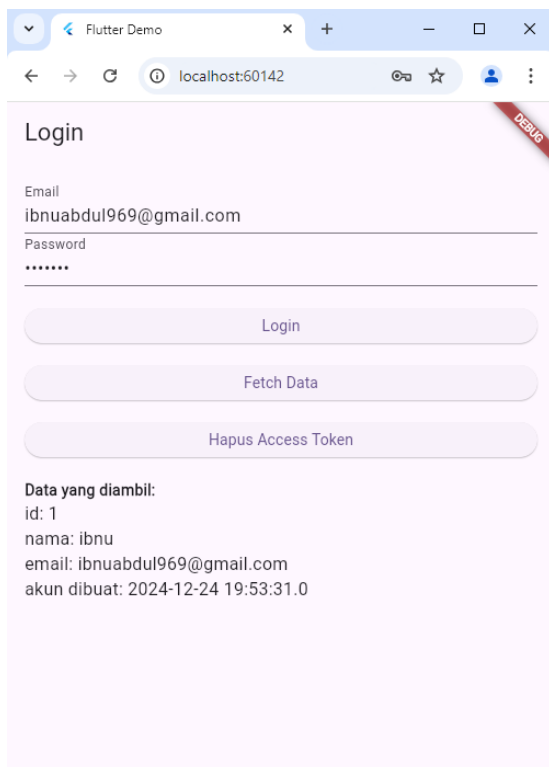 Flutter Demo
localhost:60142
DEBUG
Login
Email
ibnuabdul969@gmail.com
Password
•••••••
Login
Fetch Data
Hapus Access Token
Data yang diambil:
id: 1
nama: ibnu
email: ibnuabdul969@gmail.com
akun dibuat: 2024-12-24 19:53:31.0